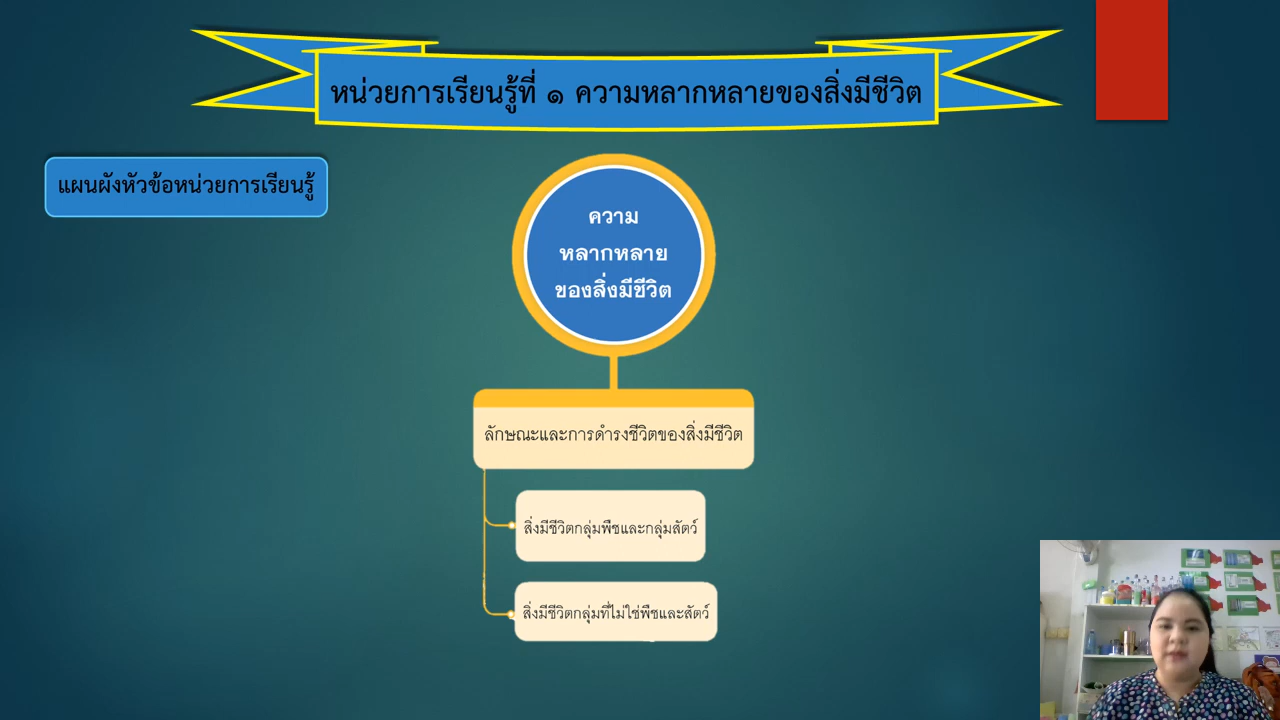 หน่วยการเรียนรู้ที่ ๑ ความหลากหลายของสิ่งมีชีวิต
แผนผังหัวข้อหน่วยการเรียนรู้
ความ
หลากหลาย
ของสิ่งมีชีวิต
ลักษณะและการดำรงชีวิตของสิ่งมีชีวิต
สิ่งมีชีวิตกลุ่มพืชและกลุ่มสัตว์
สิ่งมีชีวิตกลุ่มที่ไม่ใช่พืชและสัตว์